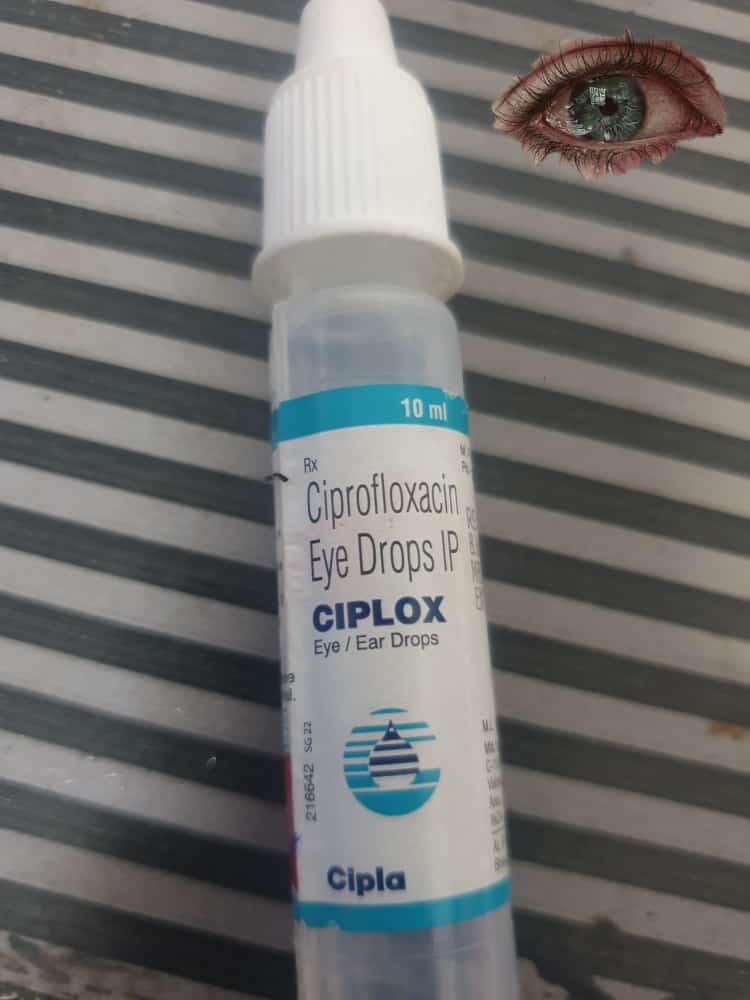 10 ml
Rx
Ciprofloxacin
Eye Drops IP
CIPLOX
Eye / Ear Drops
216642 SG 22
Cipla